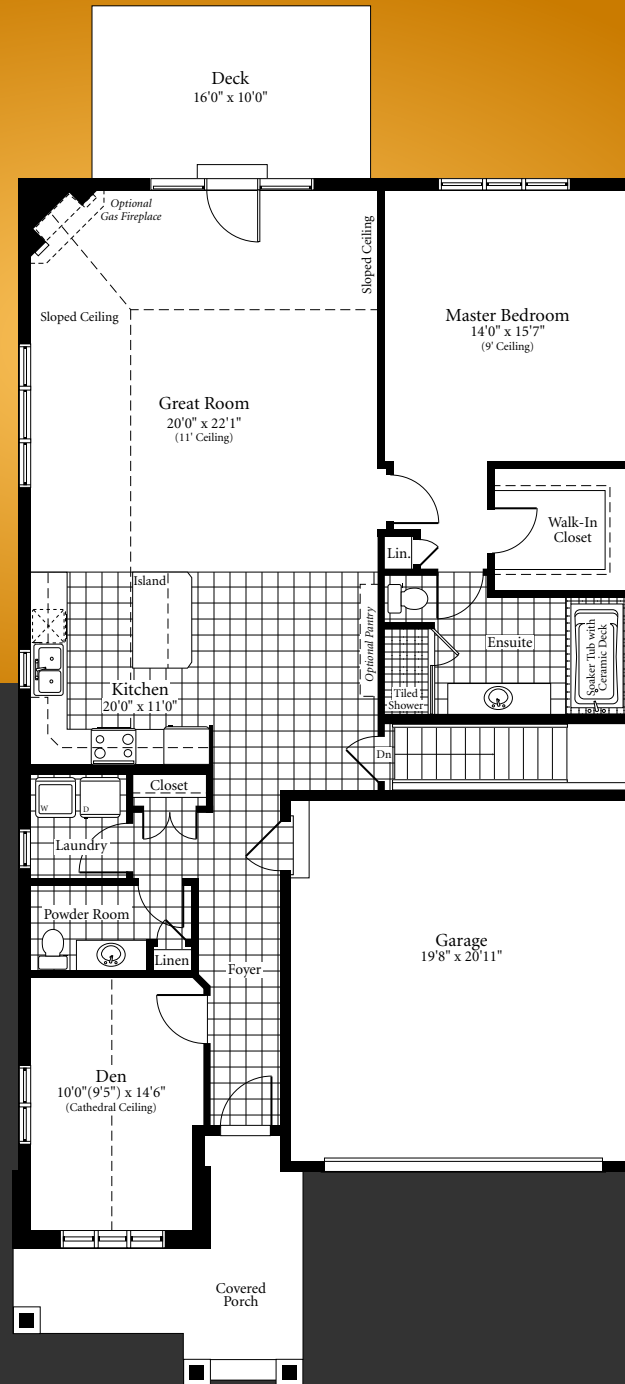 Deck
16'0" x 10'0"
Optional
Gas Fireplace
Sloped Ceiling
Sloped Ceiling
Master Bedroom
14'0" x 15'7"
(9' Ceiling)
Great Room
20'0" x 22'1"
(11' Ceiling)
Walk-In
Closet
Lin.
Island
Optional Pantry
Ensuite
Soaker Tub with
Ceramic Deck
Kitchen
20'0" x 11'0"
Tiled
Shower
Dn
Closet
W
D
Laundry
Powder Room
Linen
Foyer
Garage
19'8" x 20'11"
Den
10'0"(9'5") x 14'6"
(Cathedral Ceiling)
Covered
Porch